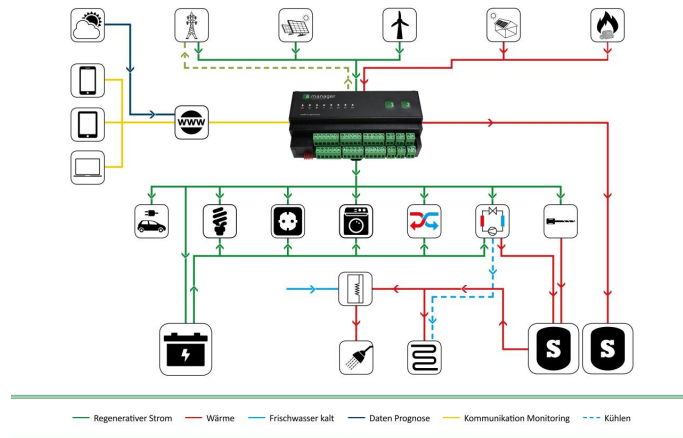 manager
WWW
S S
Regenerativer Strom Wärme Frischwasser kalt Daten Prognose Kommunikation Monitoring Kühlen